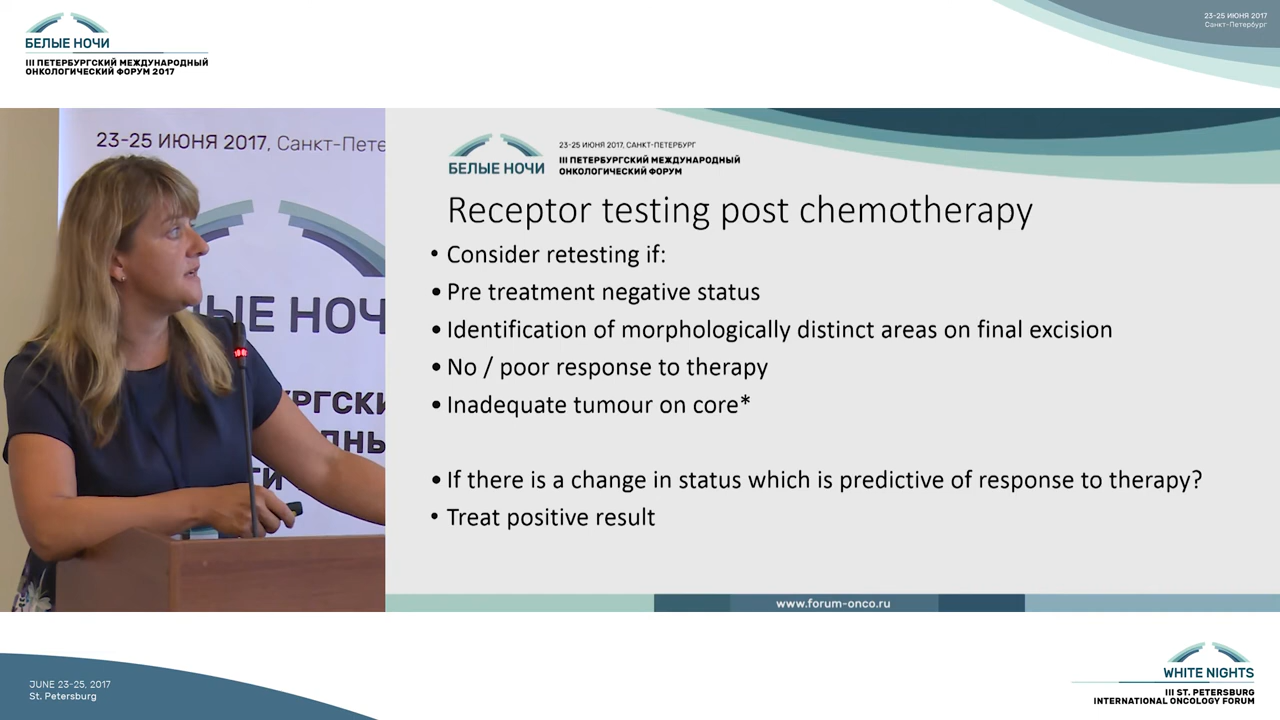 БЕЛЫЕ НОЧИ
III ПЕТЕРБУРГСКИЙ МЕЖДУНАРОДНЫЙ
ОНКОЛОГИЧЕСКИЙ ФОРУМ 2017
23-25 ИЮНЯ 2017
Санкт-Петербург
23-25 ИЮНЯ 2017, Санкт-Пете
ЫЕ НОЧ
УРГСКИ
ДНЫ
ГИ
БЕЛЫЕ НОЧИ
23-25 ИЮНЯ 2017, САНКТ-ПЕТЕРБУРГ
III ПЕТЕРБУРГСКИЙ МЕЖДУНАРОДНЫЙ
ОНКОЛОГИЧЕСКИЙ ФОРУМ
Receptor testing post chemotherapy
• Consider retesting if:
• Pre treatment negative status
• Identification of morphologically distinct areas on final excision
• No / poor response to therapy
• Inadequate tumour on core*
• If there is a change in status which is predictive of response to therapy?
• Treat positive result
www.forum-onco.ru
JUNE 23-25, 2017
St. Petersburg
WHITE NIGHTS
III ST. PETERSBURG
INTERNATIONAL ONCOLOGY FORUM